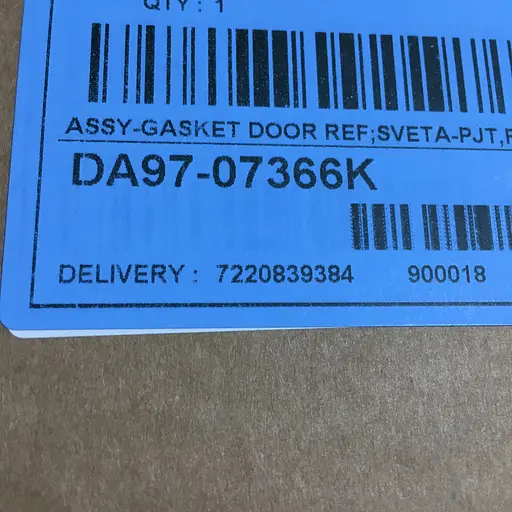 QTY : 1
ASSY-GASKET DOOR REF;SVETA-PJT,
DA97-07366K
DELIVERY : 7220839384 900018